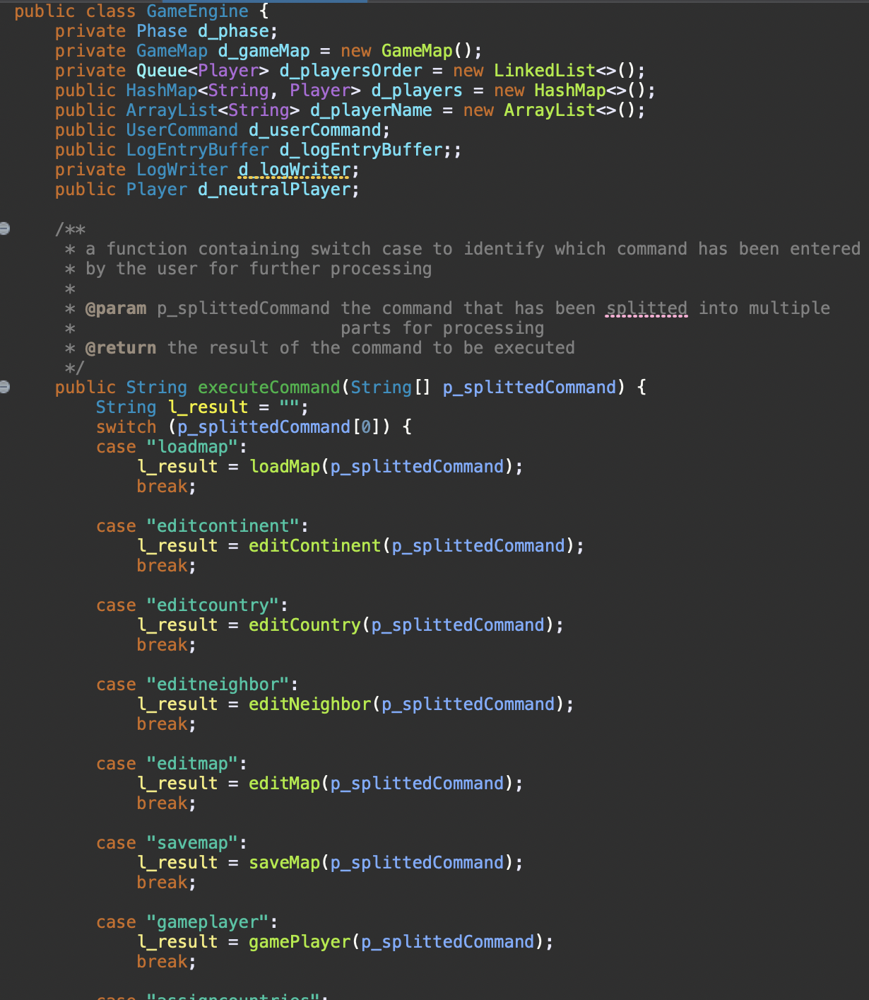 public class GameEngine {
    private Phase d_phase;
    private GameMap d_gameMap = new GameMap();
    private Queue<Player> d_playersOrder = new LinkedList<>();
    public HashMap<String, Player> d_players = new HashMap<>();
    public ArrayList<String> d_playerName = new ArrayList<>();
    public UserCommand d_userCommand;
    public LogEntryBuffer d_logEntryBuffer;;
    private LogWriter d_logWriter;
    public Player d_neutralPlayer;

    /**
     * a function containing switch case to identify which command has been entered
     * by the user for further processing
     *
     * @param p_splittedCommand the command that has been splitted into multiple
     *                          parts for processing
     * @return the result of the command to be executed
     */
    public String executeCommand(String[] p_splittedCommand) {
        String l_result = "";
        switch (p_splittedCommand[0]) {
        case "loadmap":
            l_result = loadMap(p_splittedCommand);
            break;

        case "editcontinent":
            l_result = editContinent(p_splittedCommand);
            break;

        case "editcountry":
            l_result = editCountry(p_splittedCommand);
            break;

        case "editneighbor":
            l_result = editNeighbor(p_splittedCommand);
            break;

        case "editmap":
            l_result = editMap(p_splittedCommand);
            break;

        case "savemap":
            l_result = saveMap(p_splittedCommand);
            break;

        case "gameplayer":
            l_result = gamePlayer(p_splittedCommand);
            break;

        case "assigncountries":